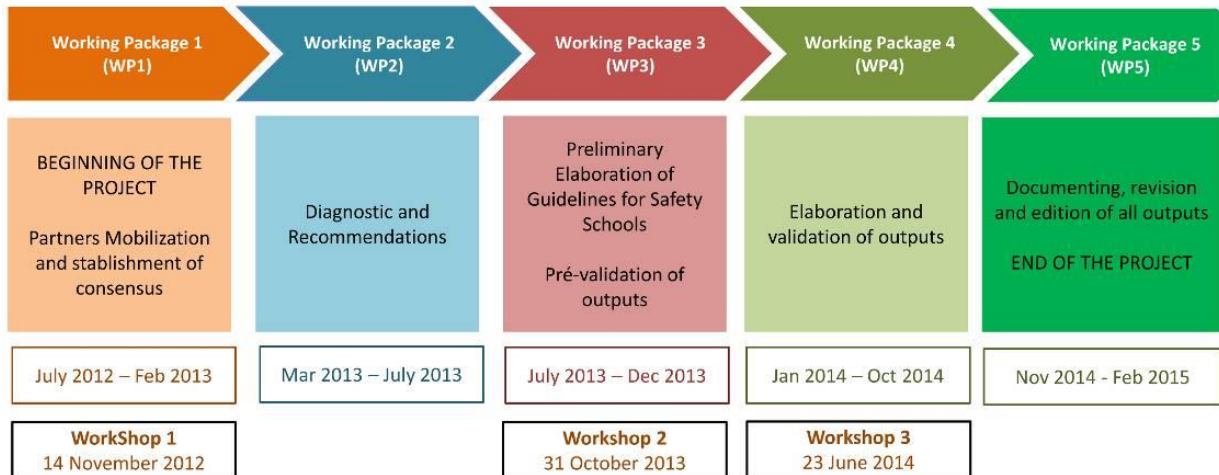 Working Package 1
(WP1)
Working Package 2
(WP2)
Working Package 3
(WP3)
Working Package 4
(WP4)
Working Package 5
(WP5)
BEGINNING OF THE
PROJECT
Partners Mobilization
and stablishment of
consensus
Diagnostic and
Recommendations
Preliminary
Elaboration of
Guidelines for Safety
Schools
Pré-validation of
outputs
Elaboration and
validation of outputs
Documenting, revision
and edition of all outputs
END OF THE PROJECT
July 2012 – Feb 2013
Mar 2013 – July 2013
July 2013 – Dec 2013
Jan 2014 – Oct 2014
Nov 2014 - Feb 2015
WorkShop 1
14 November 2012
Workshop 2
31 October 2013
Workshop 3
23 June 2014